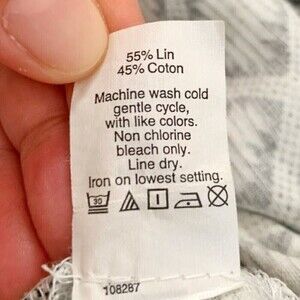 55% Lin
45% Coton
Machine wash cold
gentle cycle,
with like colors.
Non chlorine
bleach only.
Line dry.
Iron on lowest setting.
30
108287